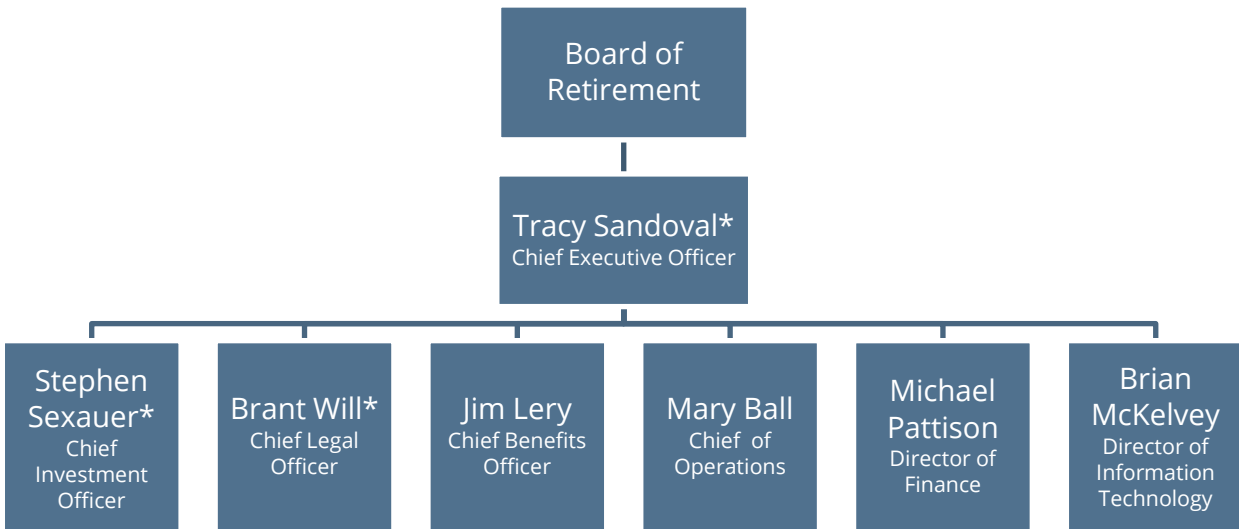 Board of
Retirement
Tracy Sandoval*
Chief Executive Officer
Stephen
Sexauer*
Chief
Investment
Officer
Brant Will*
Chief Legal
Officer
Jim Lery
Chief Benefits
Officer
Mary Ball
Chief of
Operations
Michael
Pattison
Director of
Finance
Brian
McKelvey
Director of
Information
Technology